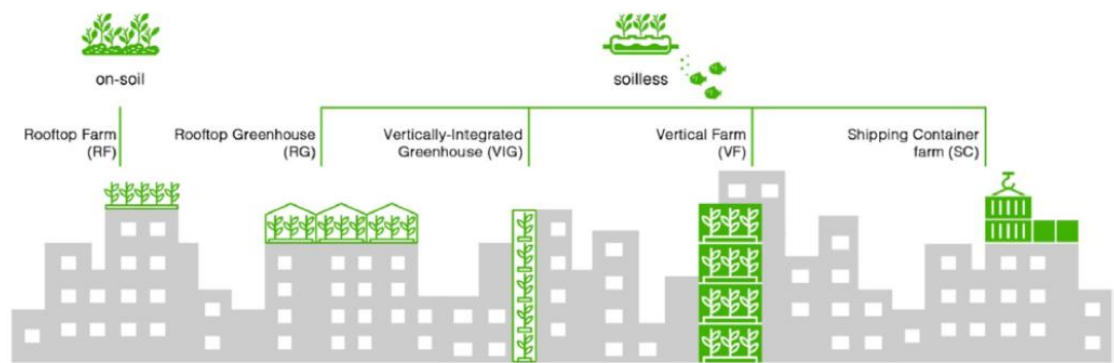 on-soil
soilless
Rooftop Farm
(RF)
Rooftop Greenhouse
(RG)
Vertically-Integrated
Greenhouse (VIG)
Vertical Farm
(VF)
Shipping Container
farm (SC)